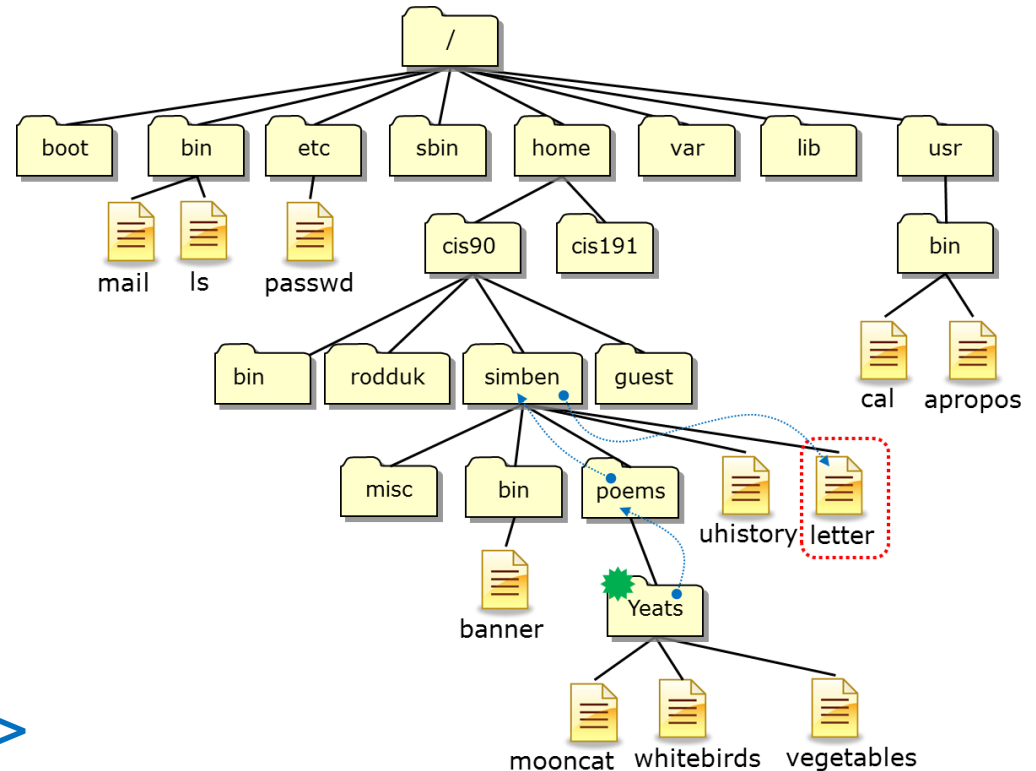 /
boot bin etc sbin home var lib usr
mail ls passwd
cis90 cis191 bin
bin rodduk simben guest
cal apropos
misc bin poems
uhistory letter
banner
Yeats
mooncat whitebirds vegetables
>